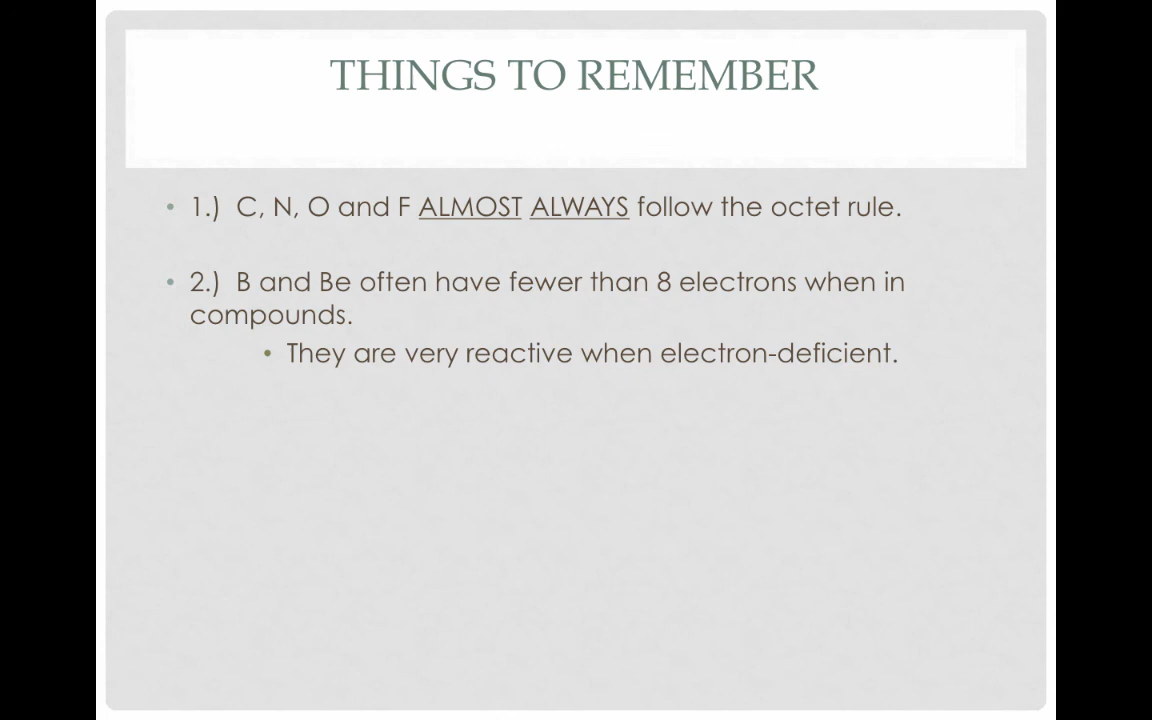 THINGS TO REMEMBER
• 1.) C, N, O and F ALMOST ALWAYS follow the octet rule.
• 2.) B and Be often have fewer than 8 electrons when in
compounds.
• They are very reactive when electron-deficient.